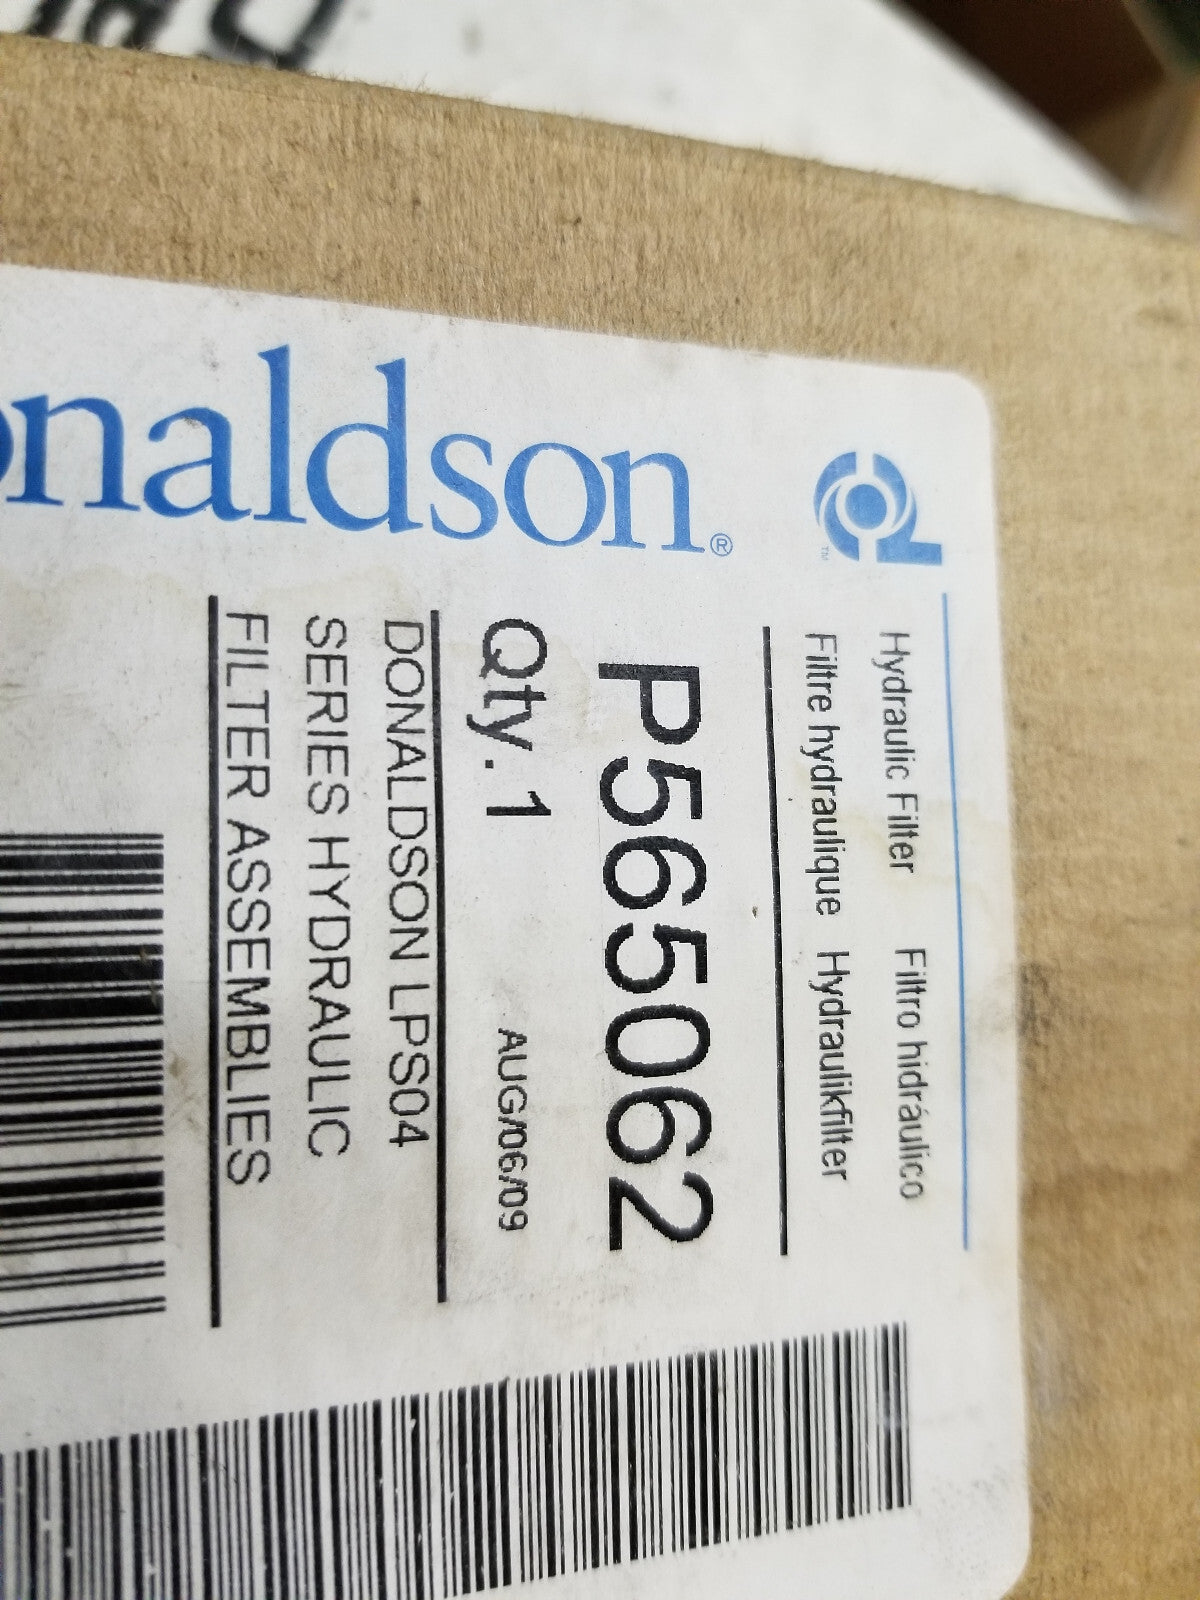 Hydraulic Filter Filtro hidráulico
Filtre hydraulique Hydraulikfilter
P565062
Qty. 1 AUG/06/09
DONALDSON LPS04
SERIES HYDRAULIC
FILTER ASSEMBLIES
naldson®